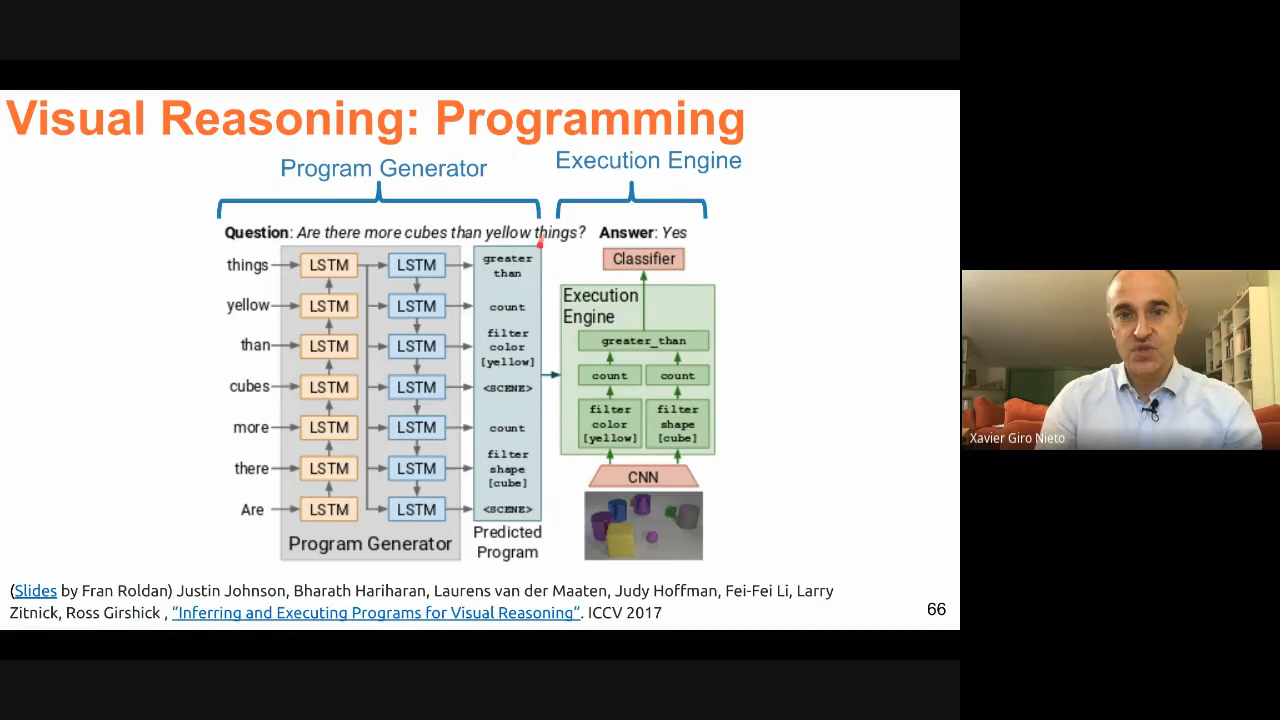 Visual Reasoning: Programming
Program Generator
Execution Engine
Question: Are there more cubes than yellow things?
Answer: Yes
things
LSTM
LSTM
greater
than
yellow
LSTM
LSTM
count
than
LSTM
LSTM
filter
color
[yellow]
cubes
LSTM
LSTM
<SCENE>
more
LSTM
LSTM
count
there
LSTM
LSTM
filter
shape
[cube]
Are
LSTM
LSTM
<SCENE>
Program Generator
Predicted
Program
Classifier
Execution
Engine
greater_than
count
count
filter
color
[yellow]
filter
shape
[cube]
CNN
(Slides by Fran Roldan) Justin Johnson, Bharath Hariharan, Laurens van der Maaten, Judy Hoffman, Fei-Fei Li, Larry
Zitnick, Ross Girshick , “Inferring and Executing Programs for Visual Reasoning”. ICCV 2017
66
Xavier Giro Nieto